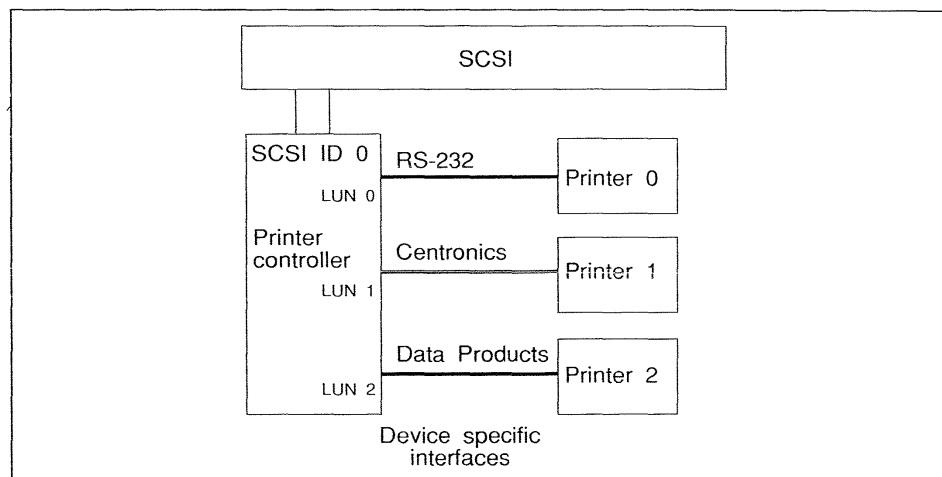 SCSI
SCSI ID 0
RS-232
Printer 0
LUN 0
Printer
controller
Centronics
Printer 1
LUN 1
Data Products
Printer 2
LUN 2
Device specific
interfaces